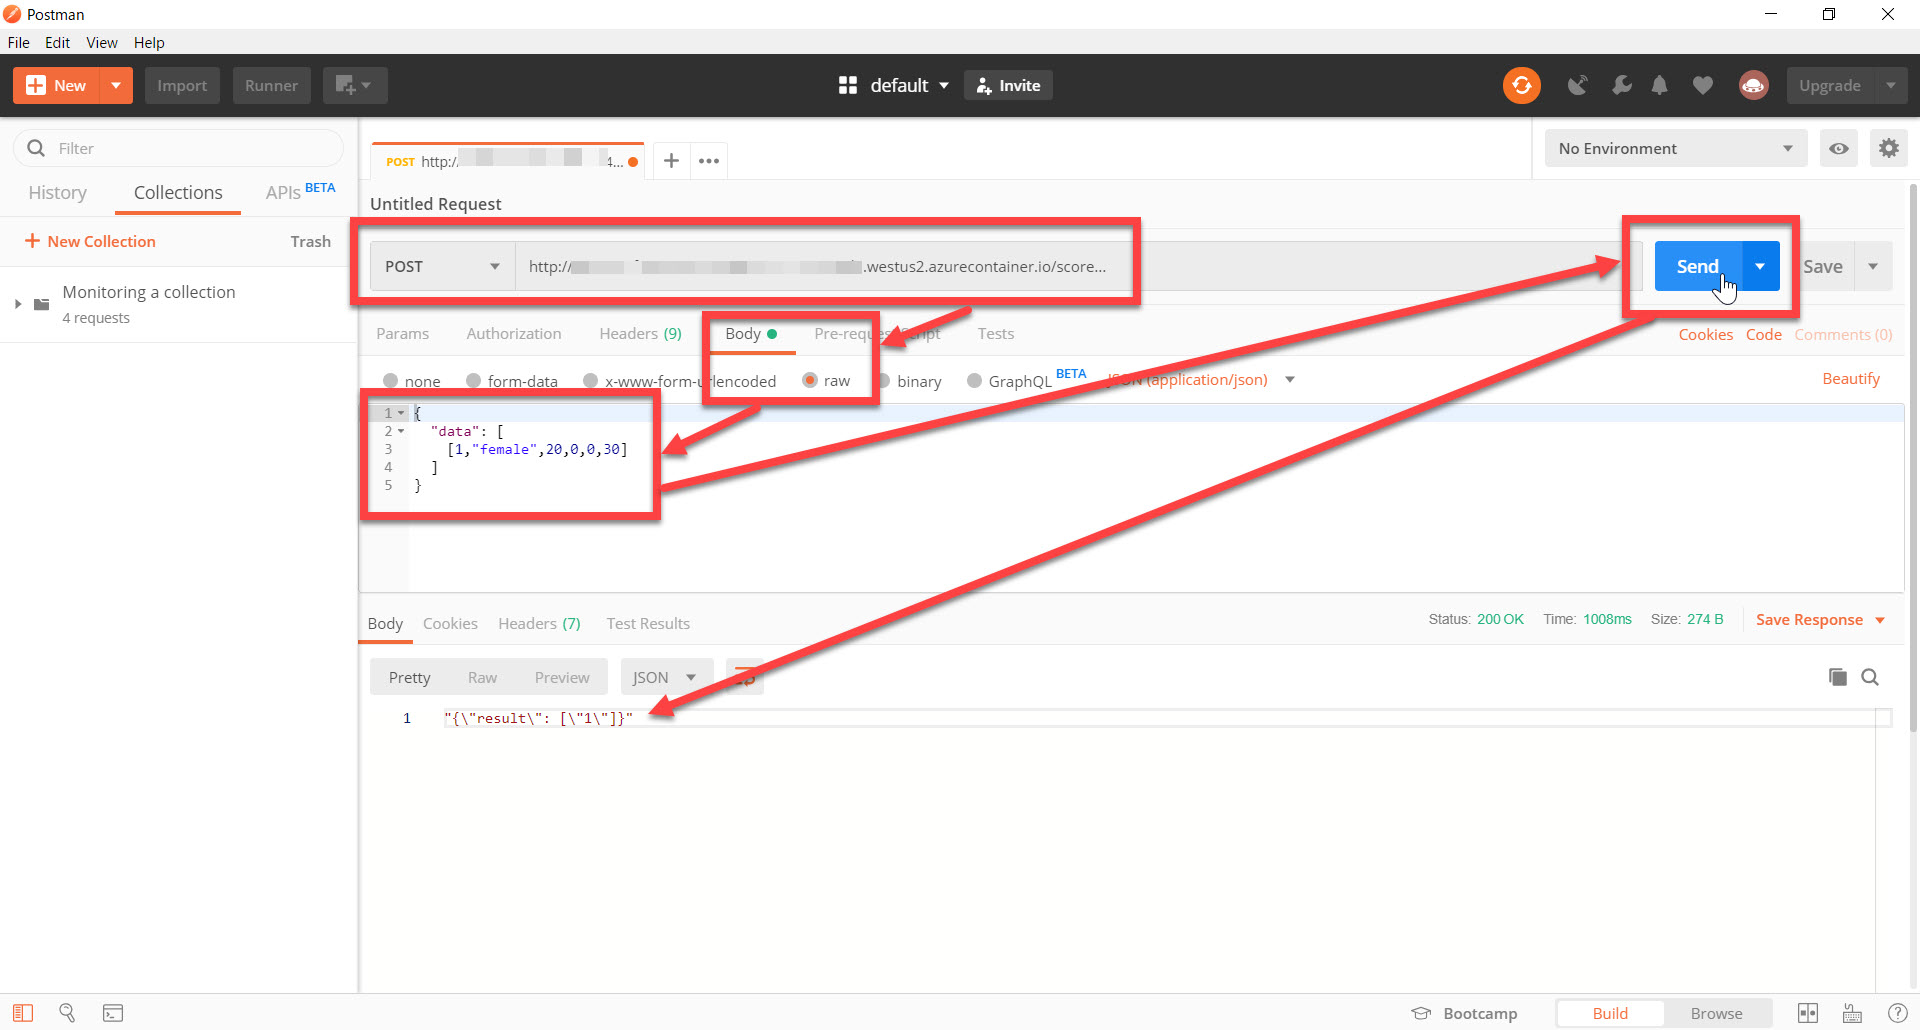 Postman
File Edit View Help
New Import Runner default Invite Upgrade
Filter
History Collections APIs BETA
New Collection Trash
Monitoring a collection
4 requests
POST http:/ 4...
No Environment
Untitled Request
POST http:// .westus2.azurecontainer.io/score...
Send Save
Params Authorization Headers (9) Body Pre-request Script Tests
Cookies Code Comments (0)
none form-data x-www-form-urlencoded raw binary GraphQL BETA JSON (application/json)
Beautify
1 {
2 "data": [
3 [1,"female",20,0,0,30]
4 ]
5 }
Body Cookies Headers (7) Test Results
Status: 200 OK Time: 1008ms Size: 274 B Save Response
Pretty Raw Preview JSON
1 "{\"result\": [\"1\"]}"
Bootcamp Build Browse